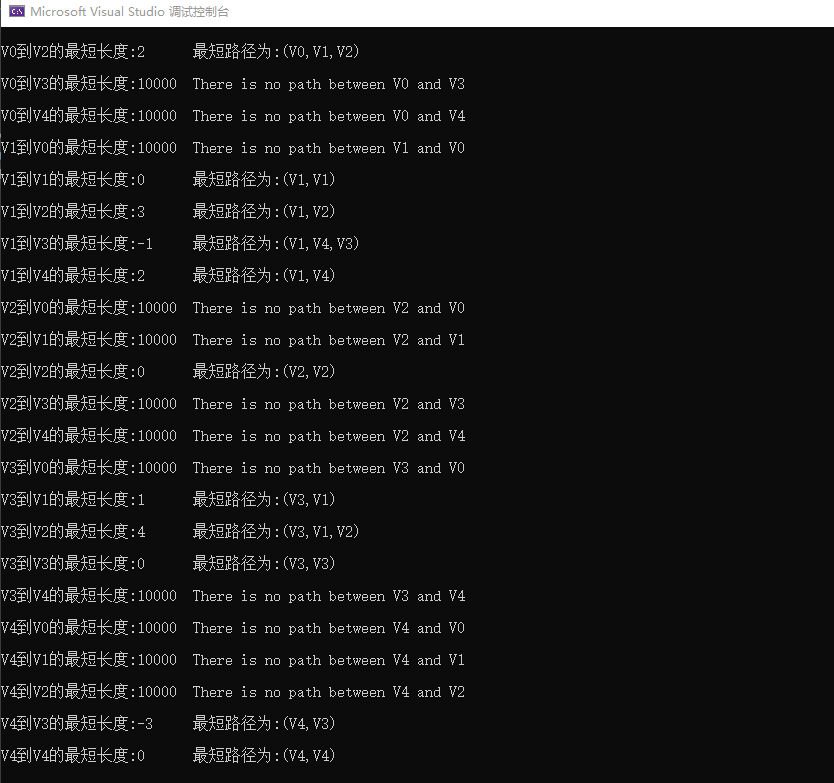 Microsoft Visual Studio 调试控制台
V0到V2的最短长度:2 最短路径为:(V0,V1,V2)
V0到V3的最短长度:10000 There is no path between V0 and V3
V0到V4的最短长度:10000 There is no path between V0 and V4
V1到V0的最短长度:10000 There is no path between V1 and V0
V1到V1的最短长度:0 最短路径为:(V1,V1)
V1到V2的最短长度:3 最短路径为:(V1,V2)
V1到V3的最短长度:-1 最短路径为:(V1,V4,V3)
V1到V4的最短长度:2 最短路径为:(V1,V4)
V2到V0的最短长度:10000 There is no path between V2 and V0
V2到V1的最短长度:10000 There is no path between V2 and V1
V2到V2的最短长度:0 最短路径为:(V2,V2)
V2到V3的最短长度:10000 There is no path between V2 and V3
V2到V4的最短长度:10000 There is no path between V2 and V4
V3到V0的最短长度:10000 There is no path between V3 and V0
V3到V1的最短长度:1 最短路径为:(V3,V1)
V3到V2的最短长度:4 最短路径为:(V3,V1,V2)
V3到V3的最短长度:0 最短路径为:(V3,V3)
V3到V4的最短长度:10000 There is no path between V3 and V4
V4到V0的最短长度:10000 There is no path between V4 and V0
V4到V1的最短长度:10000 There is no path between V4 and V1
V4到V2的最短长度:10000 There is no path between V4 and V2
V4到V3的最短长度:-3 最短路径为:(V4,V3)
V4到V4的最短长度:0 最短路径为:(V4,V4)